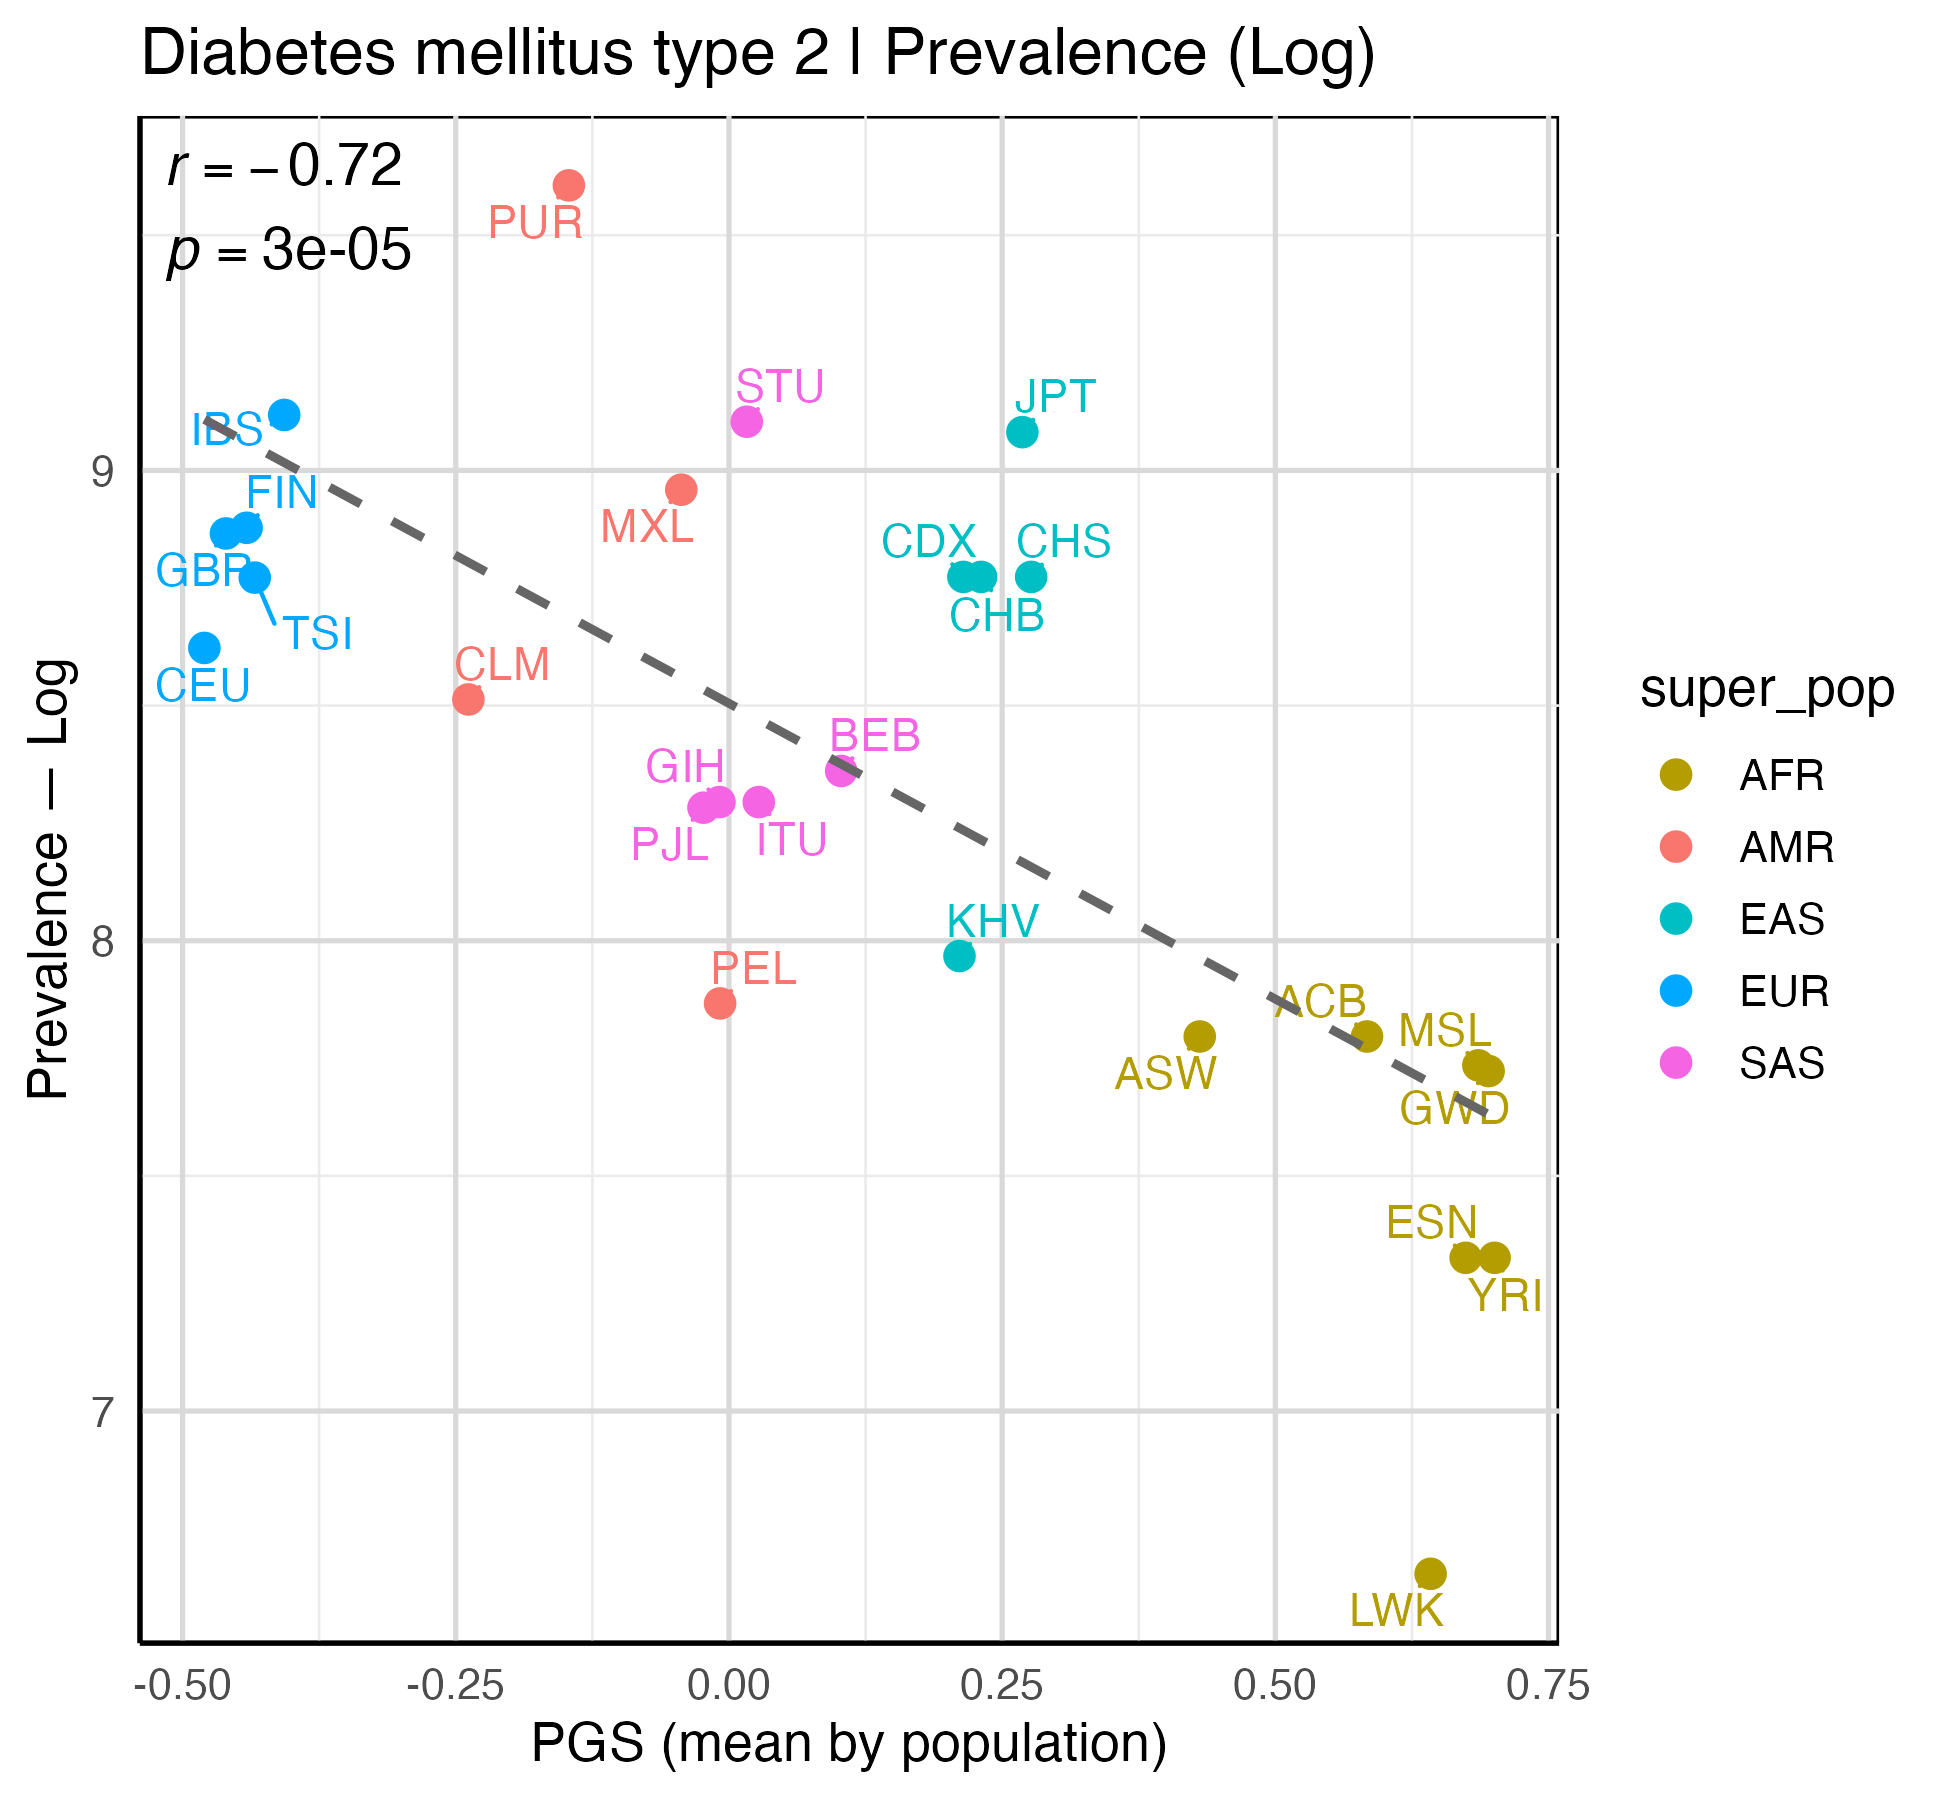 Diabetes mellitus type 2 | Prevalence (Log)
r = −0.72
p = 3e-05
PUR
STU
JPT
IBS
9
FIN
MXL
CDX
CHS
GBR
CHB
TSI
CLM
CEU
BEB
GIH
PJL
ITU
KHV
8
PEL
ACB
MSL
ASW
GWD
ESN
YRI
7
LWK
Prevalence — Log
-0.50
-0.25
0.00
0.25
0.50
0.75
PGS (mean by population)
super_pop
AFR
AMR
EAS
EUR
SAS